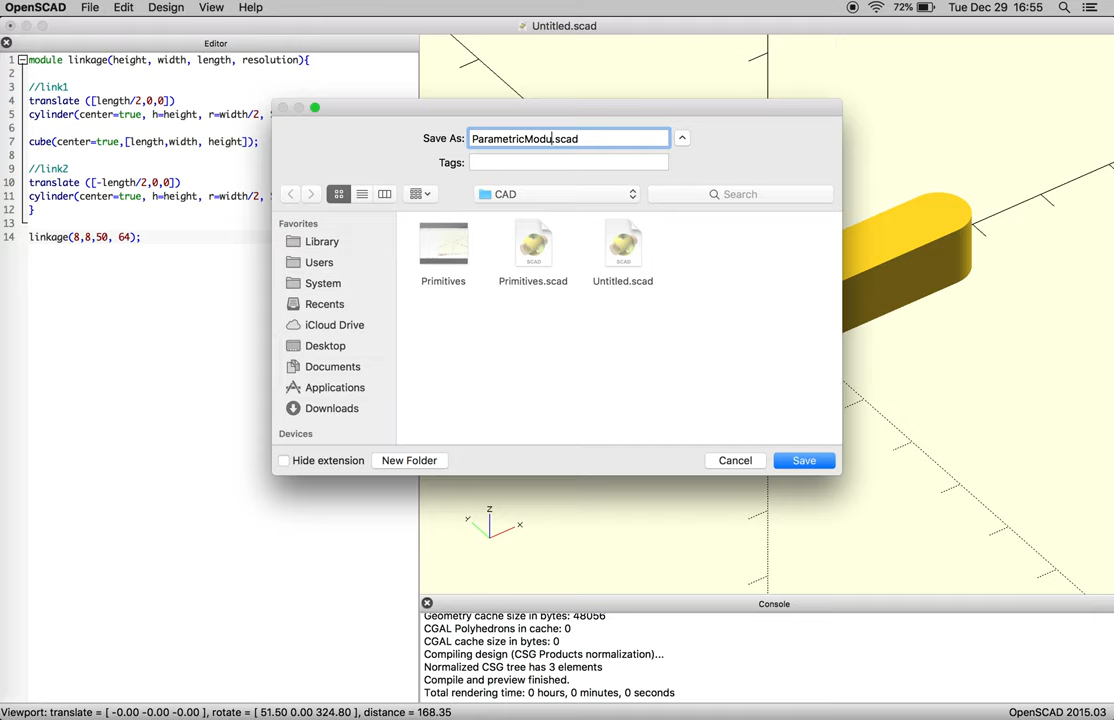 OpenSCAD File Edit Design View Help 72% Tue Dec 29 16:55
Untitled.scad
Editor
1 module linkage(height, width, length, resolution){
2
3 //link1
4 translate ([length/2,0,0])
5 cylinder(center=true, h=height, r=width/2,
6
7 cube(center=true,[length,width, height]);
8
9 //link2
10 translate ([-length/2,0,0])
11 cylinder(center=true, h=height, r=width/2,
12 }
13
14 linkage(8,8,50, 64);
Save As: ParametricModu.scad
Tags:
CAD
Search
Favorites
Library
Users
System
Recents
iCloud Drive
Desktop
Documents
Applications
Downloads
Devices
Primitives
SCAD
Primitives.scad
SCAD
Untitled.scad
Hide extension New Folder Cancel Save
Z
Y
X
Console
Geometry cache size in bytes: 48056
CGAL Polyhedrons in cache: 0
CGAL cache size in bytes: 0
Compiling design (CSG Products normalization)...
Normalized CSG tree has 3 elements
Compile and preview finished.
Total rendering time: 0 hours, 0 minutes, 0 seconds
Viewport: translate = [ -0.00 -0.00 -0.00 ], rotate = [ 51.50 0.00 324.80 ], distance = 168.35 OpenSCAD 2015.03